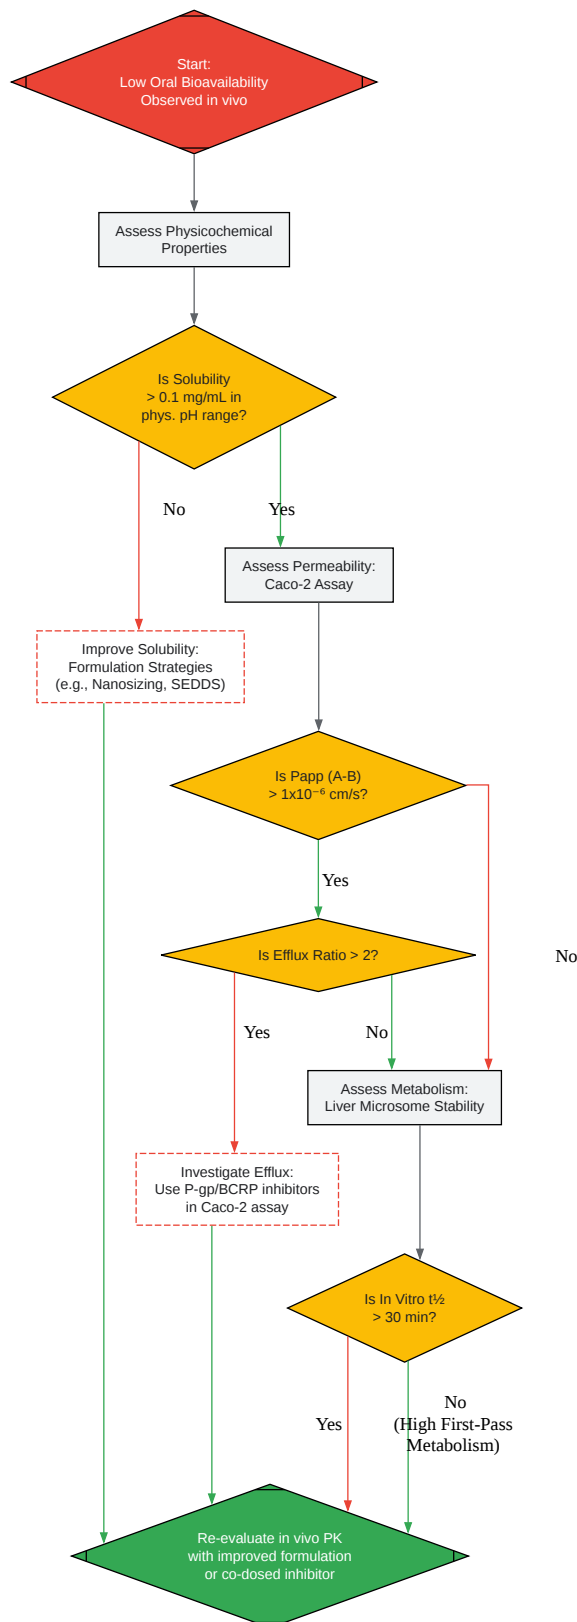 Start:
Low Oral Bioavailability
Observed in vivo
Assess Physicochemical
Properties
Is Solubility
> 0.1 mg/mL in
phys. pH range?
No
Yes
Assess Permeability:
Caco-2 Assay
Improve Solubility:
Formulation Strategies
(e.g., Nanosizing, SEDDS)
Is Papp (A-B)
> 1x10⁻⁶ cm/s?
Yes
No
Is Efflux Ratio > 2?
Yes
No
Assess Metabolism:
Liver Microsome Stability
Investigate Efflux:
Use P-gp/BCRP inhibitors
in Caco-2 assay
Is In Vitro t½
> 30 min?
Yes
No
(High First-Pass
Metabolism)
Re-evaluate in vivo PK
with improved formulation
or co-dosed inhibitor